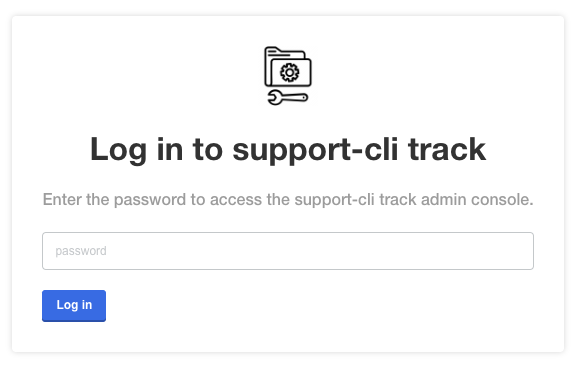 Log in to support-cli track
Enter the password to access the support-cli track admin console.
password
Log in